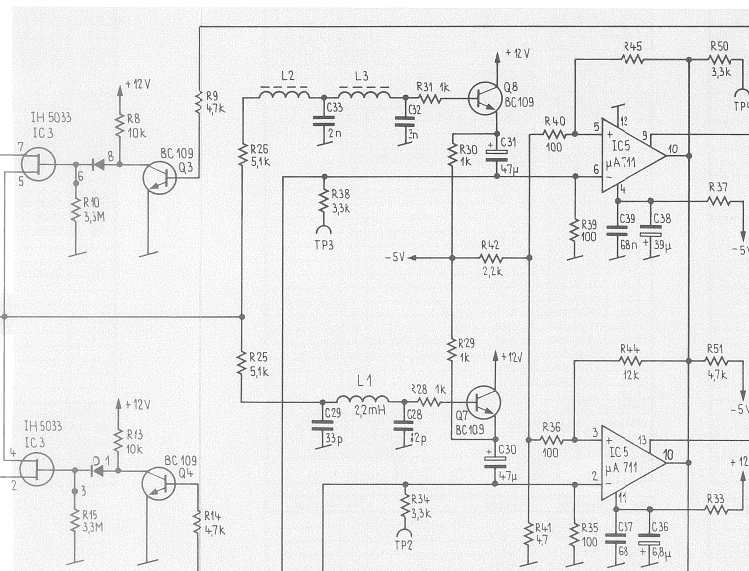 +12V
R8
10k
IH 5033
IC3
7
5
6
8
BC 109
Q3
R10
3,3M
R9
4,7k
L2
L3
C33
2n
C32
3n
R31 1k
Q8
BC109
+12V
R26
5,1k
R30
1k
+
C31
47µ
R38
3,3k
TP3
-5V
R42
2,2k
R40
100
R45
R50
3,3k
TP4
5
+
12
IC5
µA711
9
10
6
-
4
R39
100
C39
68n
C38
+
39µ
R37
-5V
R25
5,1k
L1
2,2mH
C29
33p
C28
12p
R28 1k
R29
1k
+12V
Q7
BC109
+
C30
47µ
R44
12k
R51
4,7k
-5V
R36
100
3
+
13
IC5
µA 711
10
2
-
11
+12
R33
IH 5033
IC3
4
2
+12V
R13
10k
D 1
3
R15
3,3M
BC 109
Q4
R14
4,7k
R34
3,3k
TP2
R41
4,7
R35
100
C37
68
C36
+
6,8µ